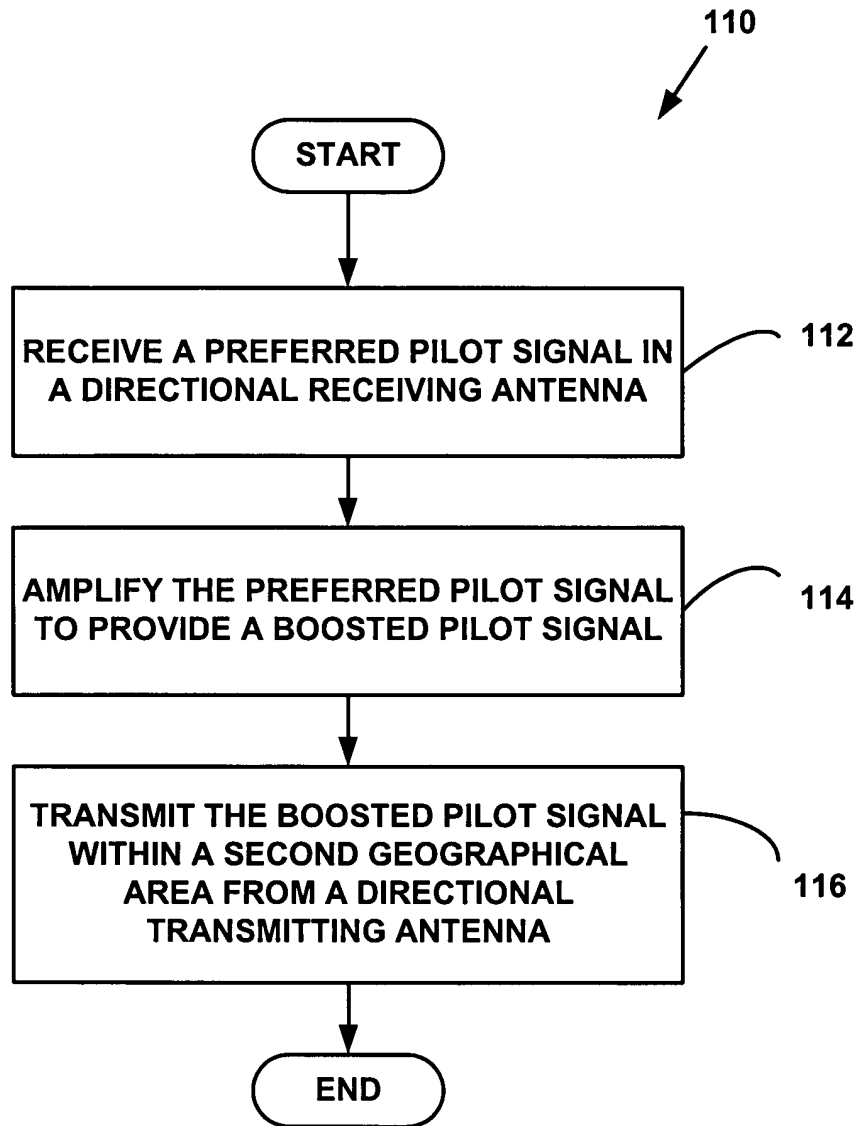 110
START
RECEIVE A PREFERRED PILOT SIGNAL IN
A DIRECTIONAL RECEIVING ANTENNA
112
AMPLIFY THE PREFERRED PILOT SIGNAL
TO PROVIDE A BOOSTED PILOT SIGNAL
114
TRANSMIT THE BOOSTED PILOT SIGNAL
WITHIN A SECOND GEOGRAPHICAL
AREA FROM A DIRECTIONAL
TRANSMITTING ANTENNA
116
END